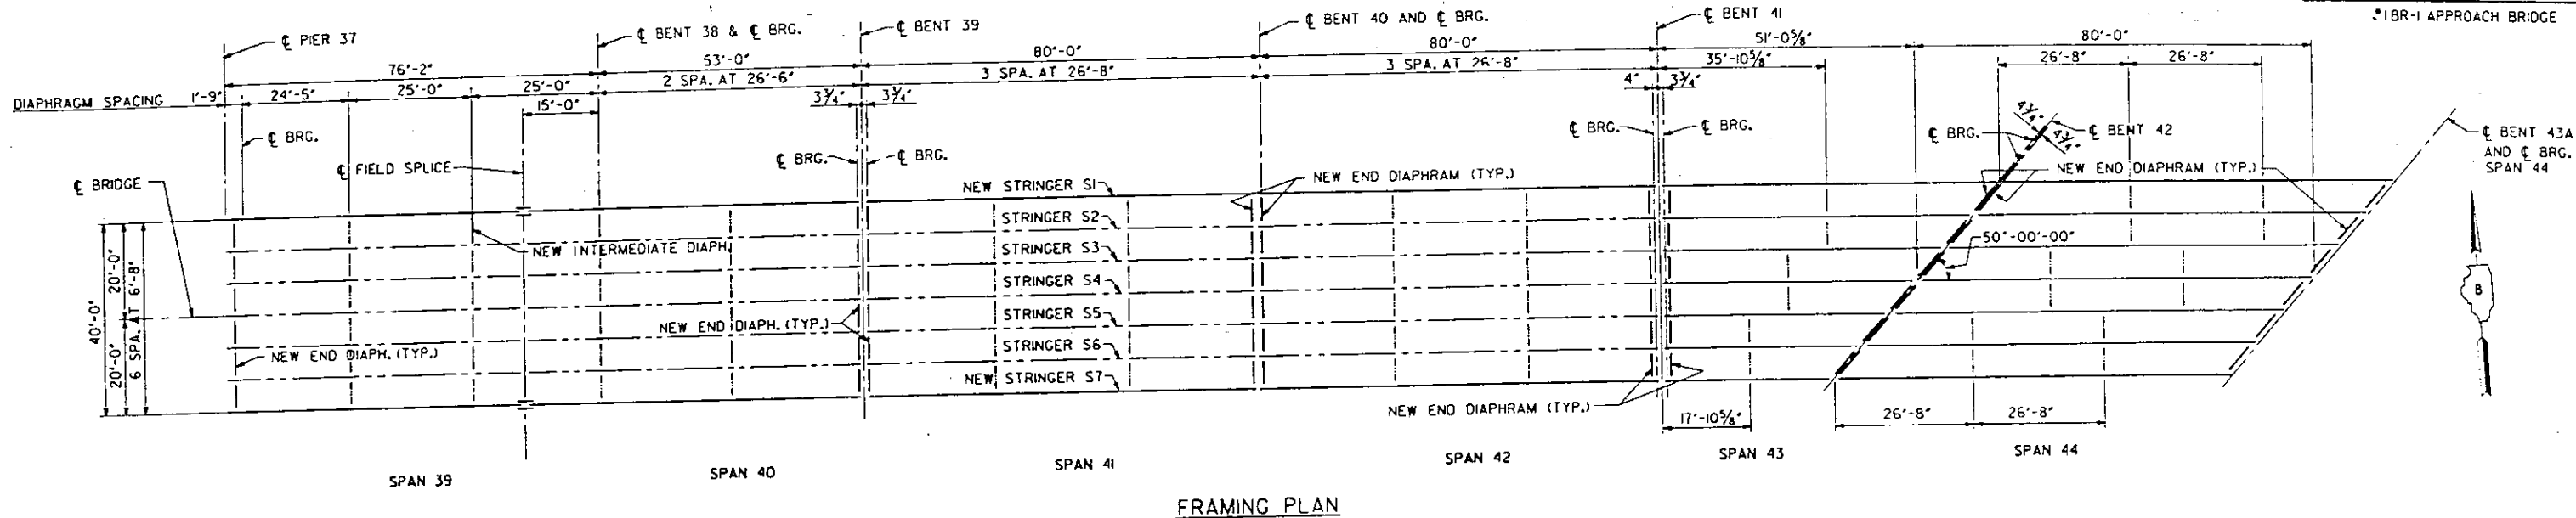 *1BR-1 APPROACH BRIDGE
℄ PIER 37
℄ BENT 38 & ℄ BRG.
℄ BENT 39
℄ BENT 40 AND ℄ BRG.
℄ BENT 41
76'-2"
53'-0"
80'-0"
80'-0"
51'-0⅝"
80'-0"
2 SPA. AT 26'-6"
3 SPA. AT 26'-8"
3 SPA. AT 26'-8"
35'-10⅝"
26'-8"
26'-8"
DIAPHRAGM SPACING
1'-9"
24'-5"
25'-0"
25'-0"
15'-0"
3¾"
3¾"
4"
3¾"
4¾"
4¾"
℄ BRG.
℄ FIELD SPLICE
℄ BRG.
℄ BRG.
℄ BRG.
℄ BRG.
℄ BRG.
℄ BENT 42
℄ BENT 43A
AND ℄ BRG.
SPAN 44
℄ BRIDGE
NEW STRINGER S1
NEW END DIAPHRAM (TYP.)
NEW END DIAPHRAM (TYP.)
STRINGER S2
NEW INTERMEDIATE DIAPH.
STRINGER S3
50°-00'-00"
STRINGER S4
STRINGER S5
STRINGER S6
NEW STRINGER S7
40'-0"
20'-0"
20'-0"
6 SPA. AT 6'-8"
NEW END DIAPH. (TYP.)
NEW END DIAPH. (TYP.)
NEW END DIAPHRAM (TYP.)
B
17'-10⅝"
26'-8"
26'-8"
SPAN 39
SPAN 40
SPAN 41
SPAN 42
SPAN 43
SPAN 44
FRAMING PLAN